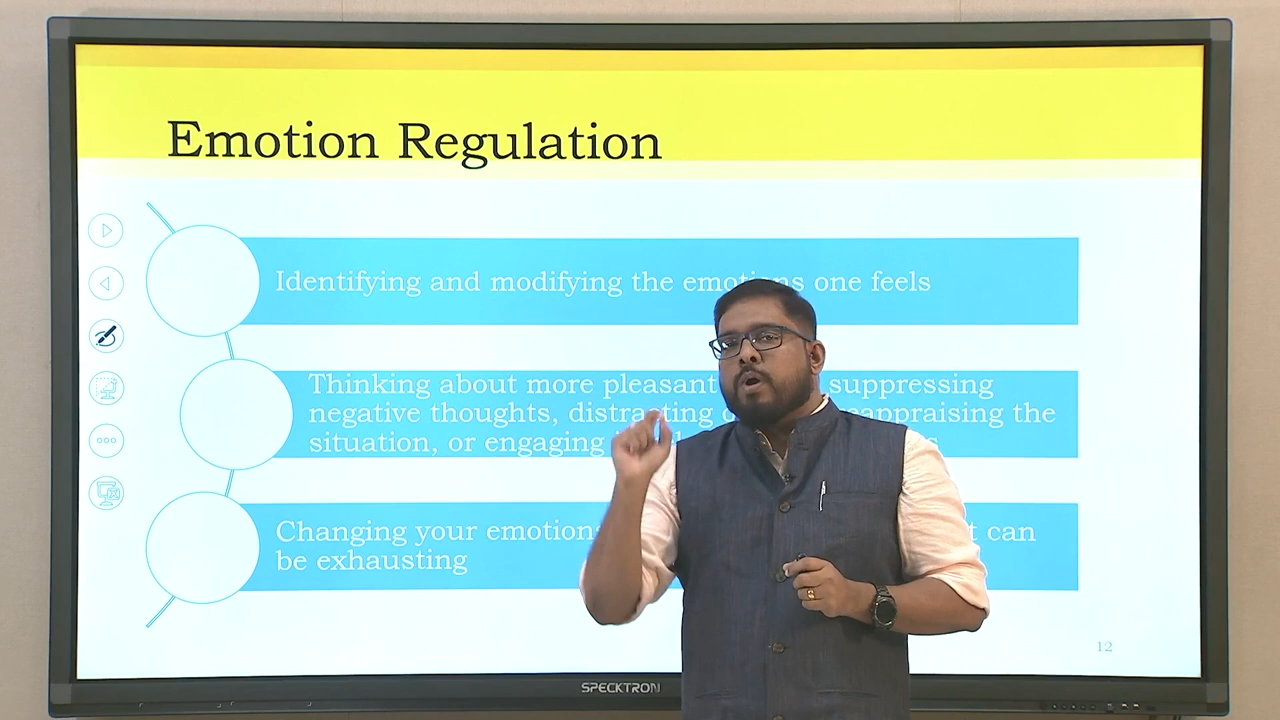 Emotion Regulation
Identifying and modifying the emotions one feels
Thinking about more pleasant suppressing
negative thoughts, distracting reappraising the
situation, or engaging
Changing your emotional can
be exhausting
12
SPECKTRON